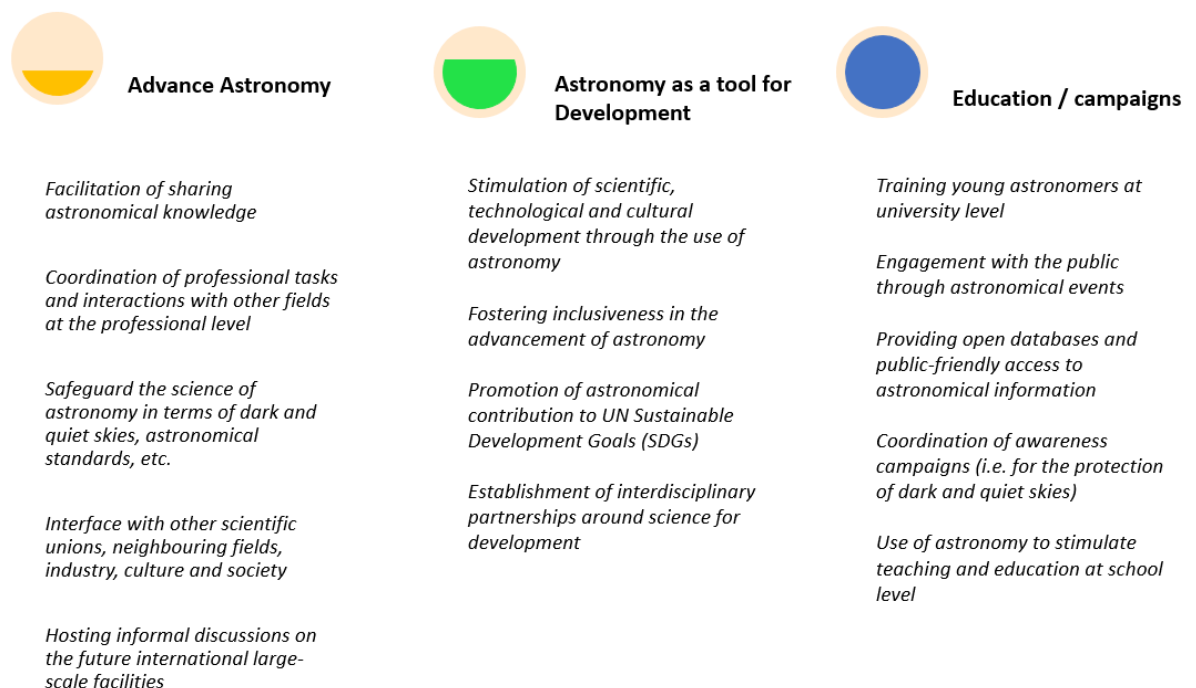 Advance Astronomy
Facilitation of sharing
astronomical knowledge
Coordination of professional tasks
and interactions with other fields
at the professional level
Safeguard the science of
astronomy in terms of dark and
quiet skies, astronomical
standards, etc.
Interface with other scientific
unions, neighbouring fields,
industry, culture and society
Hosting informal discussions on
the future international large-
scale facilities
Astronomy as a tool for
Development
Stimulation of scientific,
technological and cultural
development through the use of
astronomy
Fostering inclusiveness in the
advancement of astronomy
Promotion of astronomical
contribution to UN Sustainable
Development Goals (SDGs)
Establishment of interdisciplinary
partnerships around science for
development
Education / campaigns
Training young astronomers at
university level
Engagement with the public
through astronomical events
Providing open databases and
public-friendly access to
astronomical information
Coordination of awareness
campaigns (i.e. for the protection
of dark and quiet skies)
Use of astronomy to stimulate
teaching and education at school
level